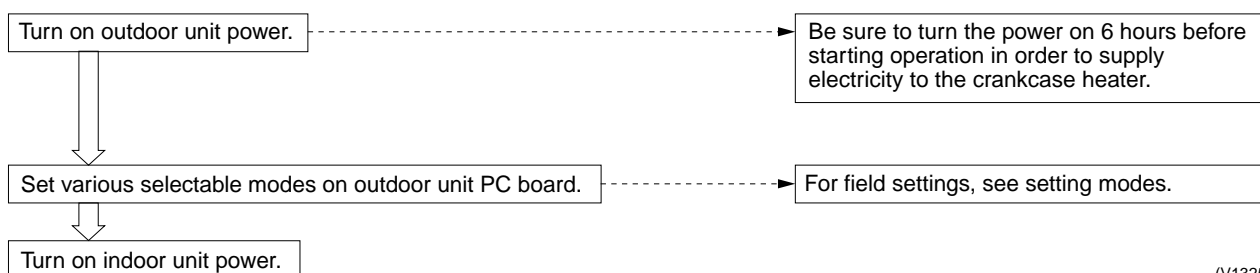 Turn on outdoor unit power.
Be sure to turn the power on 6 hours before
starting operation in order to supply
electricity to the crankcase heater.
Set various selectable modes on outdoor unit PC board.
For field settings, see setting modes.
Turn on indoor unit power.